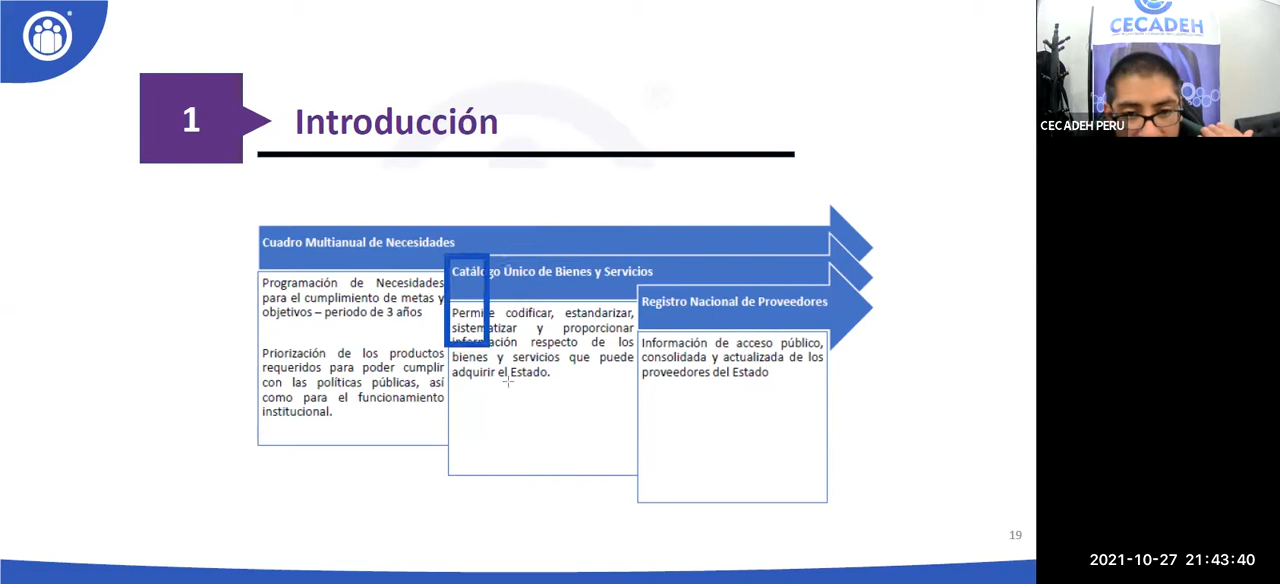 1
Introducción
Cuadro Multianual de Necesidades
Programación de Necesidades
para el cumplimiento de metas y
objetivos – periodo de 3 años
Priorización de los productos
requeridos para poder cumplir
con las políticas públicas, así
como para el funcionamiento
institucional.
Catálogo Único de Bienes y Servicios
Permite codificar, estandarizar,
sistematizar y proporcionar
información respecto de los
bienes y servicios que puede
adquirir el Estado.
Registro Nacional de Proveedores
Información de acceso público,
consolidada y actualizada de los
proveedores del Estado
19
CECADEH
CECADEH PERU
2021-10-27 21:43:40